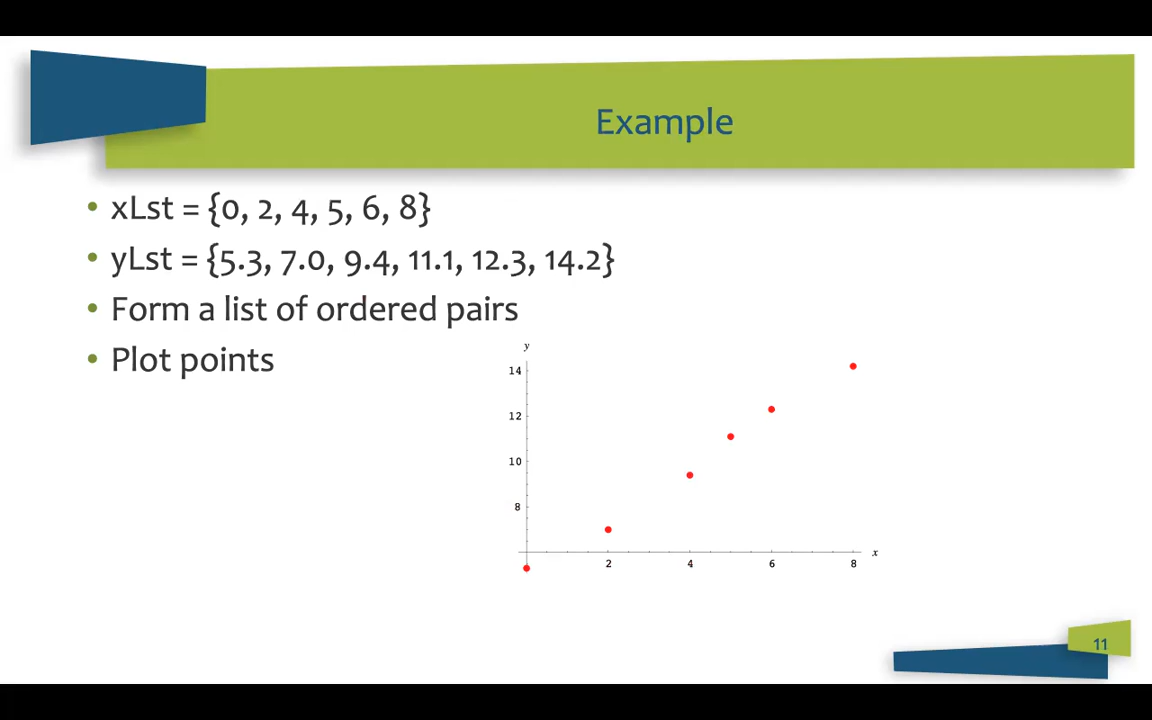 Example
• xLst = {0, 2, 4, 5, 6, 8}
• yLst = {5.3, 7.0, 9.4, 11.1, 12.3, 14.2}
• Form a list of ordered pairs
• Plot points
y
14
12
10
8
2 4 6 8 x
11